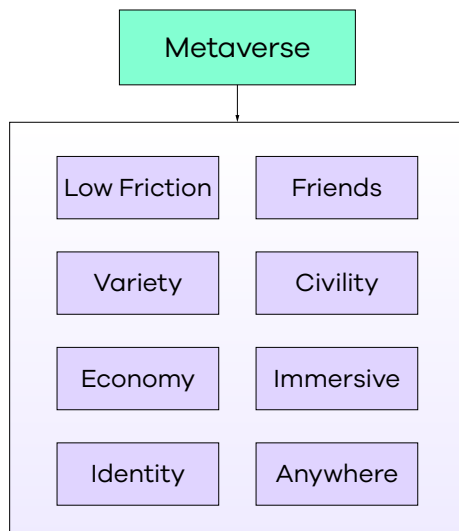 Metaverse
Low Friction
Friends
Variety
Civility
Economy
Immersive
Identity
Anywhere